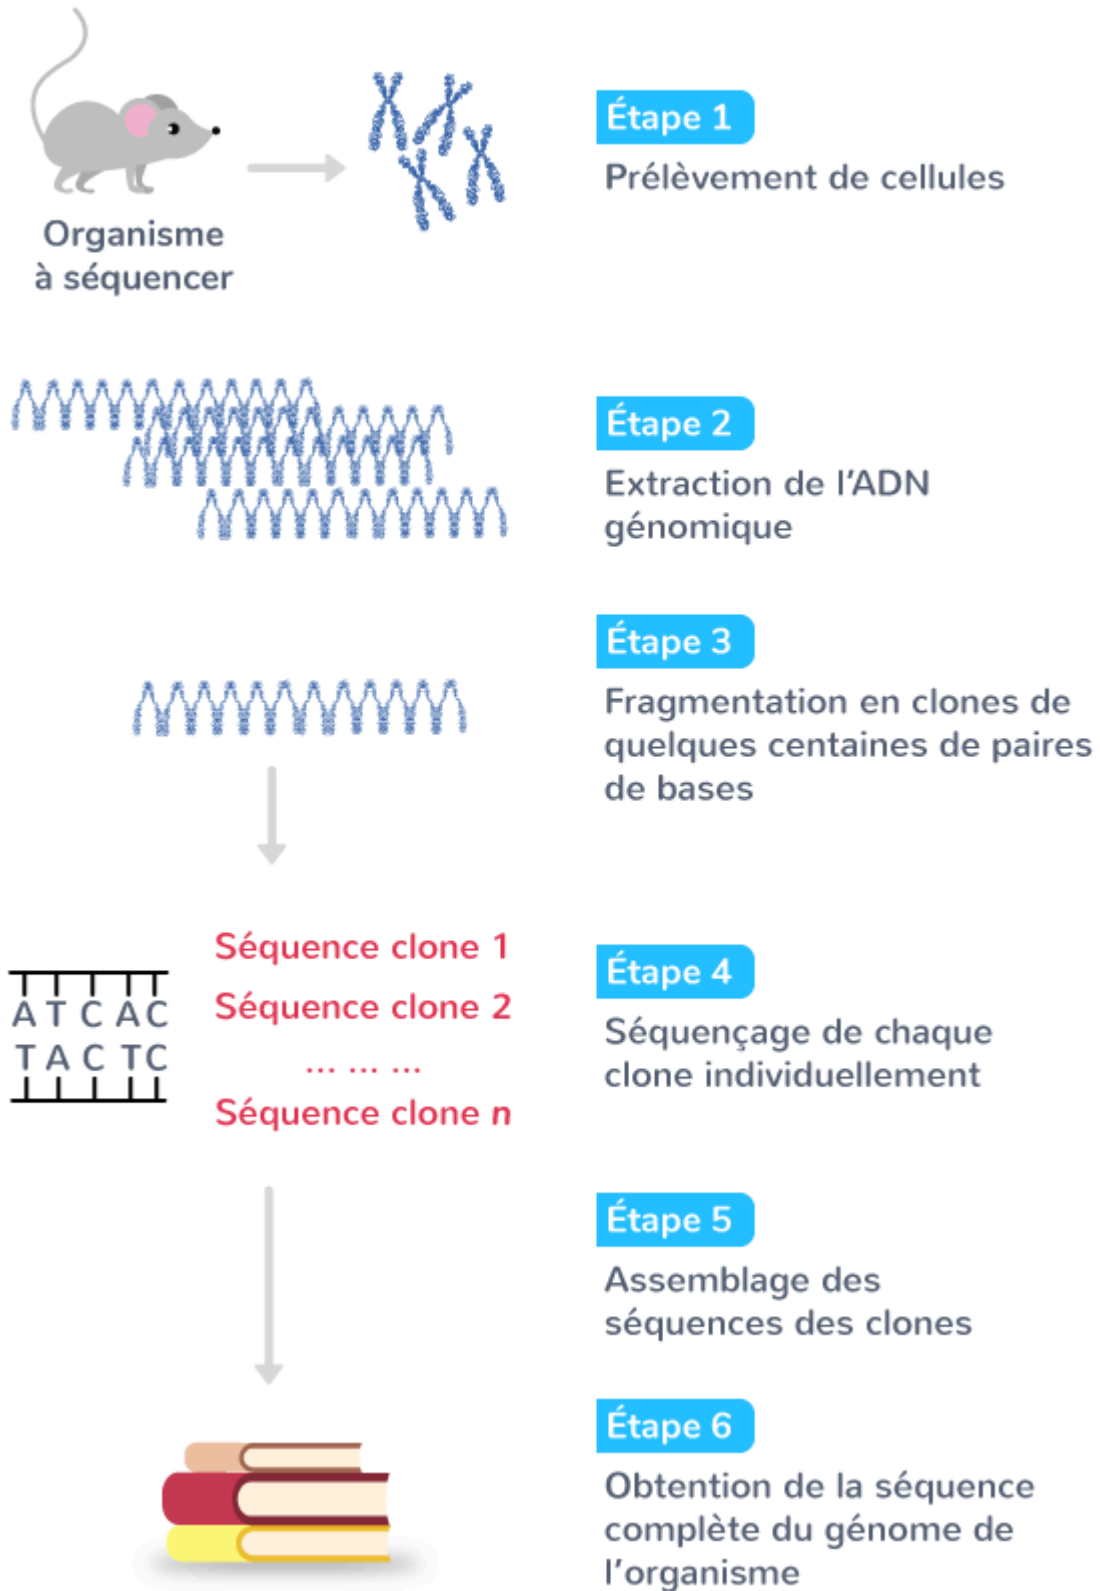 Étape 1
Prélèvement de cellules
Organisme
à séquencer
Étape 2
Extraction de l'ADN
génomique
Étape 3
Fragmentation en clones de
quelques centaines de paires
de bases
Séquence clone 1
Séquence clone 2
... ... ...
Séquence clone n
A T C A C
T A C T C
Étape 4
Séquençage de chaque
clone individuellement
Étape 5
Assemblage des
séquences des clones
Étape 6
Obtention de la séquence
complète du génome de
l'organisme